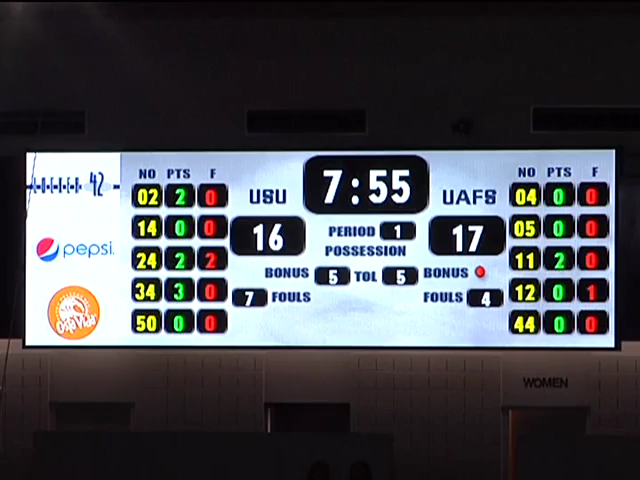 42
NO PTS F
02 2 0
14 0 0
24 2 2
34 3 0
50 0 0
pepsi.
Costa Vida
USU
16
7:55
UAFS
17
PERIOD 1
POSSESSION
BONUS 5 TOL 5 BONUS
7 FOULS
FOULS 4
NO PTS F
04 0 0
05 0 0
11 2 0
12 0 1
44 0 0
WOMEN